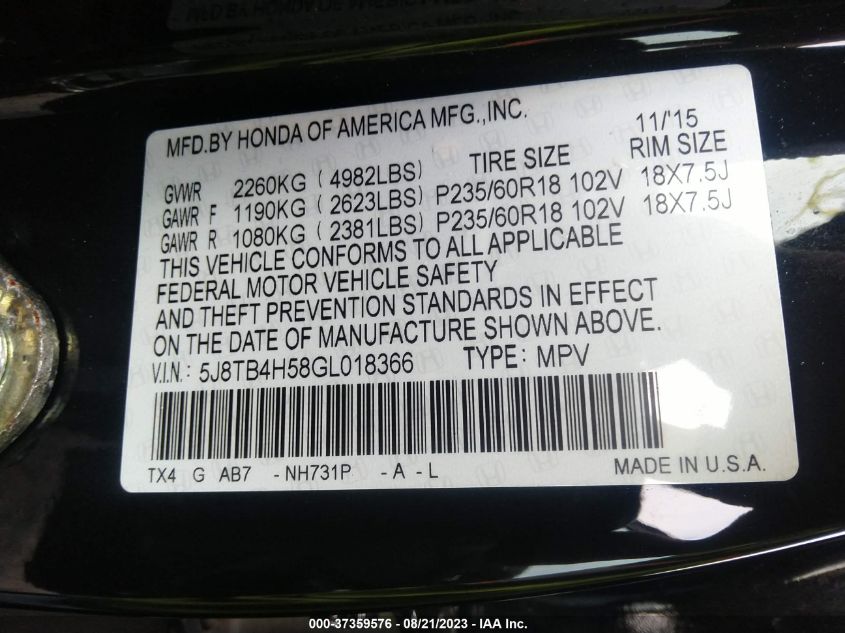 MFD.BY HONDA OF AMERICA MFG.,INC. 11/'15
TIRE SIZE RIM SIZE
GVWR 2260KG ( 4982LBS)
GAWR F 1190KG ( 2623LBS) P235/60R18 102V 18X7.5J
GAWR R 1080KG ( 2381LBS) P235/60R18 102V 18X7.5J
THIS VEHICLE CONFORMS TO ALL APPLICABLE
FEDERAL MOTOR VEHICLE SAFETY
AND THEFT PREVENTION STANDARDS IN EFFECT
ON THE DATE OF MANUFACTURE SHOWN ABOVE.
V.I.N: 5J8TB4H58GL018366 TYPE: MPV
TX4 G AB7 -NH731P -A -L MADE IN U.S.A.
000-37359576 - 08/21/2023 - IAA Inc.